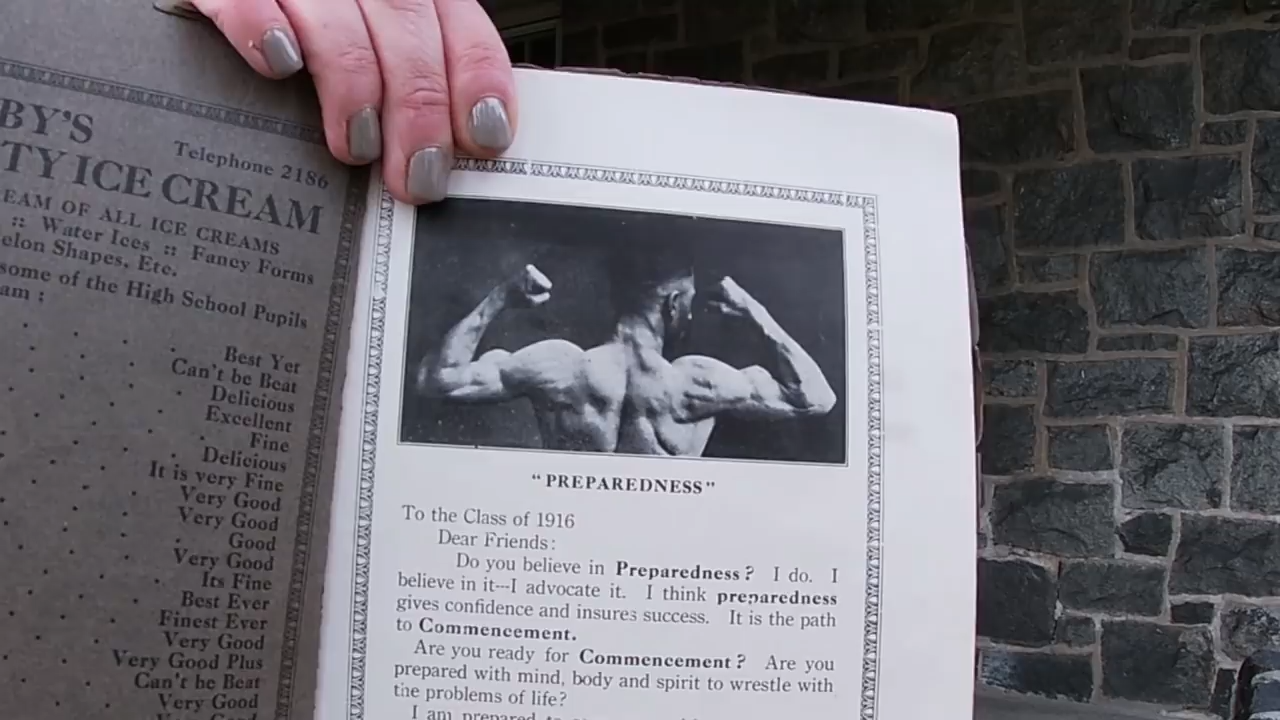 BY'S
Telephone 2186
TY ICE CREAM
EAM OF ALL ICE CREAMS
:: Water Ices :: Fancy Forms
elon Shapes, Etc.
some of the High School Pupils
am :
Best Yet
Can't be Beat
Delicious
Excellent
Fine
Delicious
It is very Fine
Very Good
Very Good
Good
Very Good
Its Fine
Best Ever
Finest Ever
Very Good
Very Good Plus
Can't be Beat
Very Good
"PREPAREDNESS"
To the Class of 1916
Dear Friends:
Do you believe in Preparedness? I do. I
believe in it---I advocate it. I think preparedness
gives confidence and insures success. It is the path
to Commencement.
Are you ready for Commencement? Are you
prepared with mind, body and spirit to wrestle with
the problems of life?
I am prepared